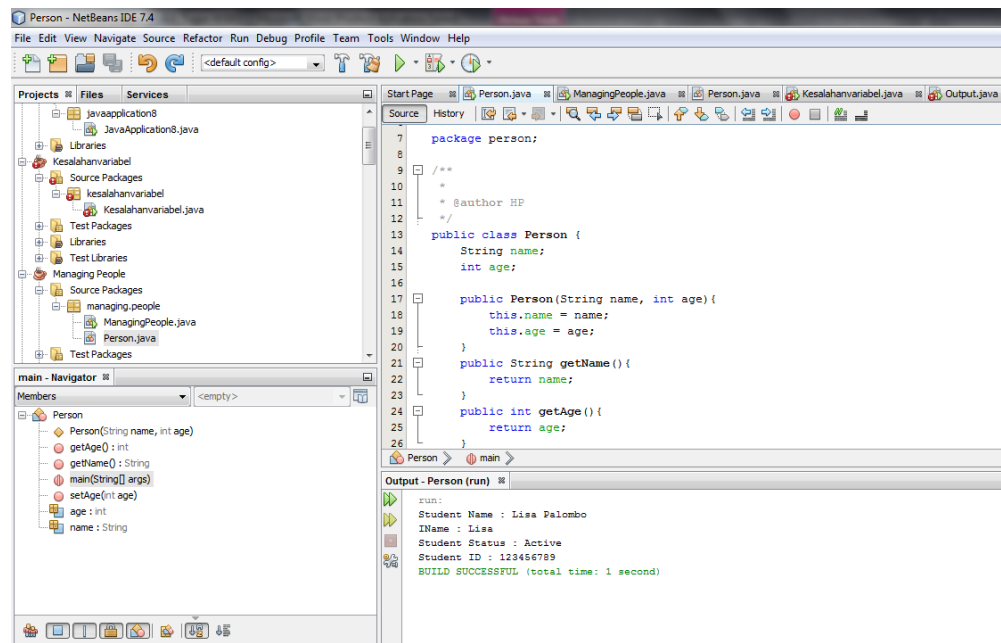 Person - NetBeans IDE 7.4
File Edit View Navigate Source Refactor Run Debug Profile Team Tools Window Help
<default config>
Projects Files Services
javaapplication8
JavaApplication8.java
Libraries
Kesalahanvariabel
Source Packages
kesalahanvariabel
Kesalahanvariabel.java
Test Packages
Libraries
Test Libraries
Managing People
Source Packages
managing.people
ManagingPeople.java
Person.java
Test Packages
main - Navigator
Members <empty>
Person
Person(String name, int age)
getAge() : int
getName() : String
main(String[] args)
setAge(int age)
age : int
name : String
Start Page Person.java ManagingPeople.java Person.java Kesalahanvariabel.java Output.java
Source History
7 package person;
8
9 /**
10 *
11 * @author HP
12 */
13 public class Person {
14 String name;
15 int age;
16
17 public Person(String name, int age){
18 this.name = name;
19 this.age = age;
20 }
21 public String getName(){
22 return name;
23 }
24 public int getAge(){
25 return age;
26 }
Person main
Output - Person (run)
run:
Student Name : Lisa Palombo
IName : Lisa
Student Status : Active
Student ID : 123456789
BUILD SUCCESSFUL (total time: 1 second)